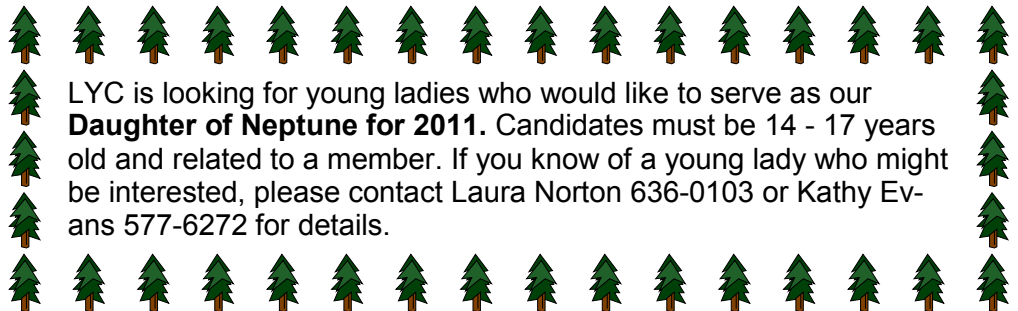 LYC is looking for young ladies who would like to serve as our
Daughter of Neptune for 2011. Candidates must be 14 - 17 years
old and related to a member. If you know of a young lady who might
be interested, please contact Laura Norton 636-0103 or Kathy Ev-
ans 577-6272 for details.